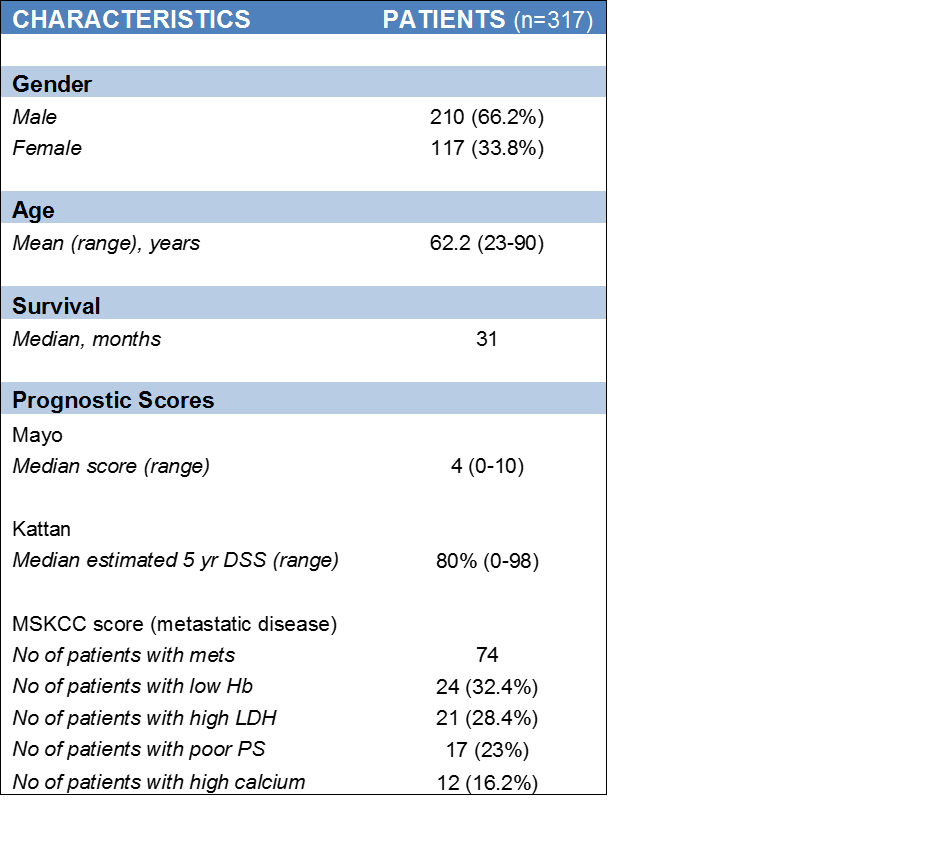 CHARACTERISTICS PATIENTS (n=317)
Gender
Male 210 (66.2%)
Female 117 (33.8%)
Age
Mean (range), years 62.2 (23-90)
Survival
Median, months 31
Prognostic Scores
Mayo
Median score (range) 4 (0-10)
Kattan
Median estimated 5 yr DSS (range) 80% (0-98)
MSKCC score (metastatic disease)
No of patients with mets 74
No of patients with low Hb 24 (32.4%)
No of patients with high LDH 21 (28.4%)
No of patients with poor PS 17 (23%)
No of patients with high calcium 12 (16.2%)